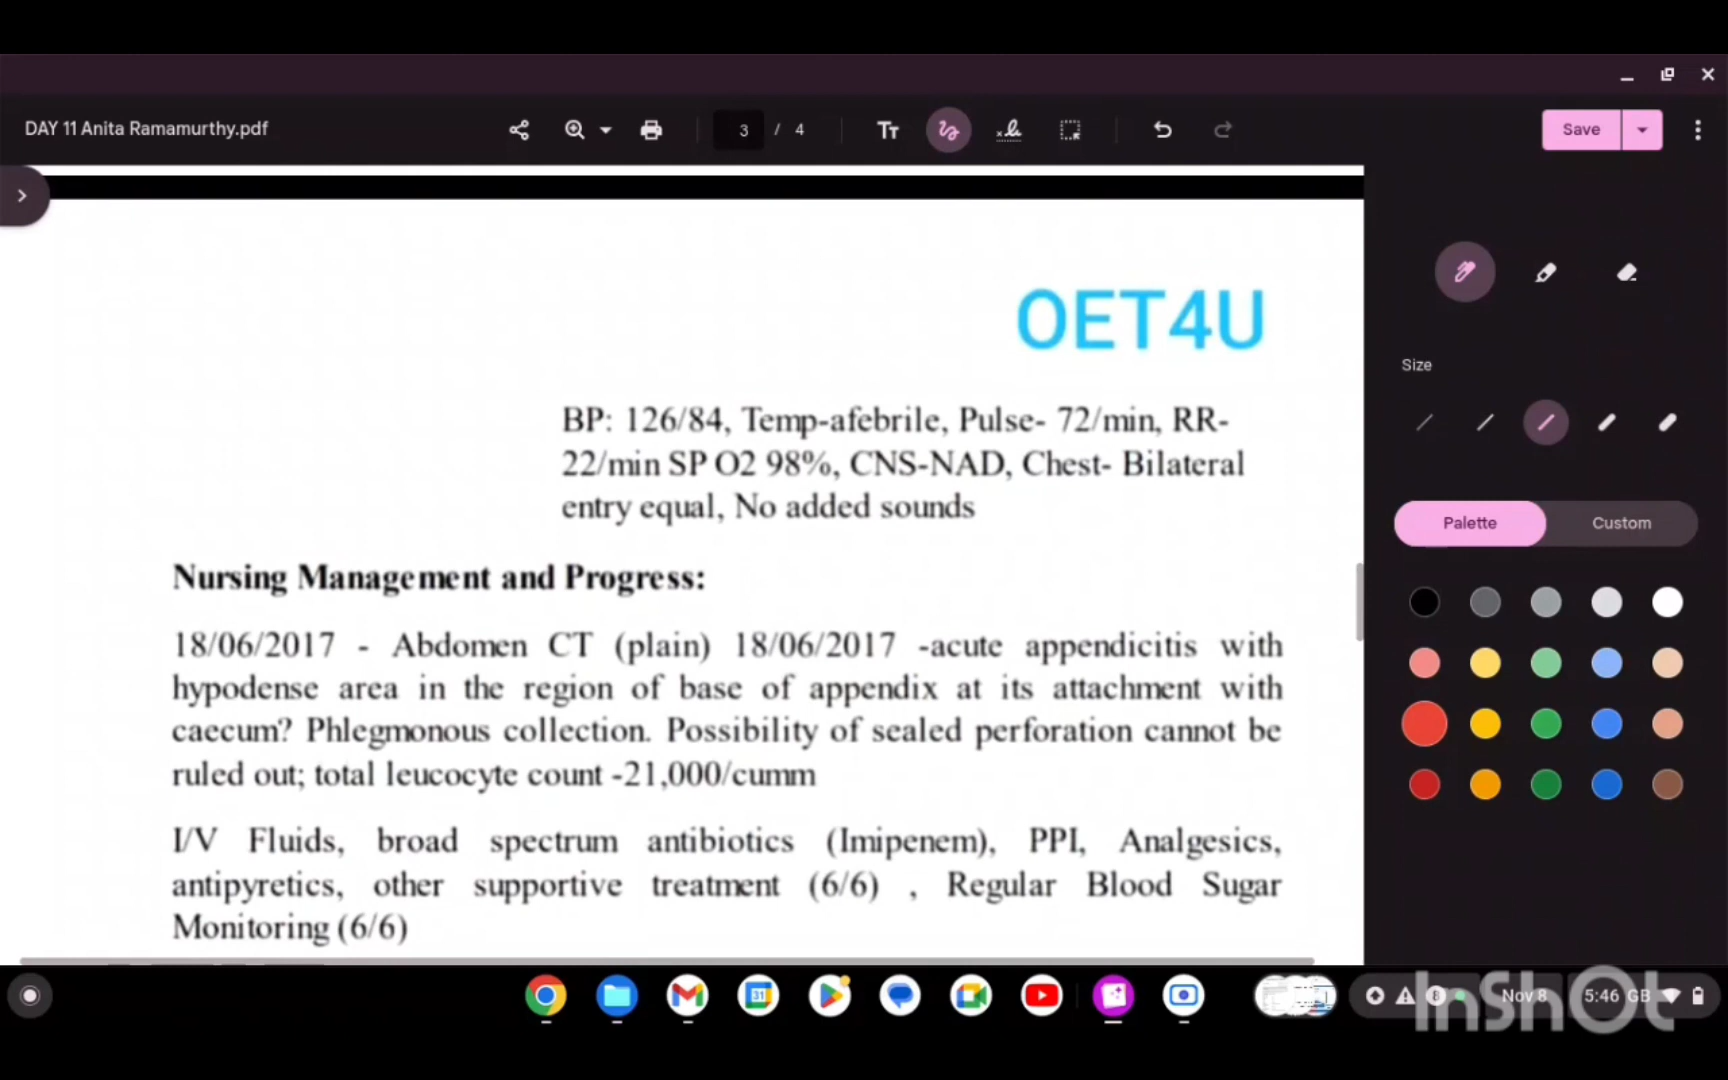 DAY 11 Anita Ramamurthy.pdf
3 / 4
Tт
Save
OET4U
BP: 126/84, Temp-afebrile, Pulse- 72/min, RR-
22/min SP O2 98%, CNS-NAD, Chest- Bilateral
entry equal, No added sounds
Nursing Management and Progress:
18/06/2017 - Abdomen CT (plain) 18/06/2017 -acute appendicitis with
hypodense area in the region of base of appendix at its attachment with
caecum? Phlegmonous collection. Possibility of sealed perforation cannot be
ruled out; total leucocyte count -21,000/cumm
I/V Fluids, broad spectrum antibiotics (Imipenem), PPI, Analgesics,
antipyretics, other supportive treatment (6/6) , Regular Blood Sugar
Monitoring (6/6)
Size
Palette Custom
31
8 Nov 8 5:46 GB
InShOt